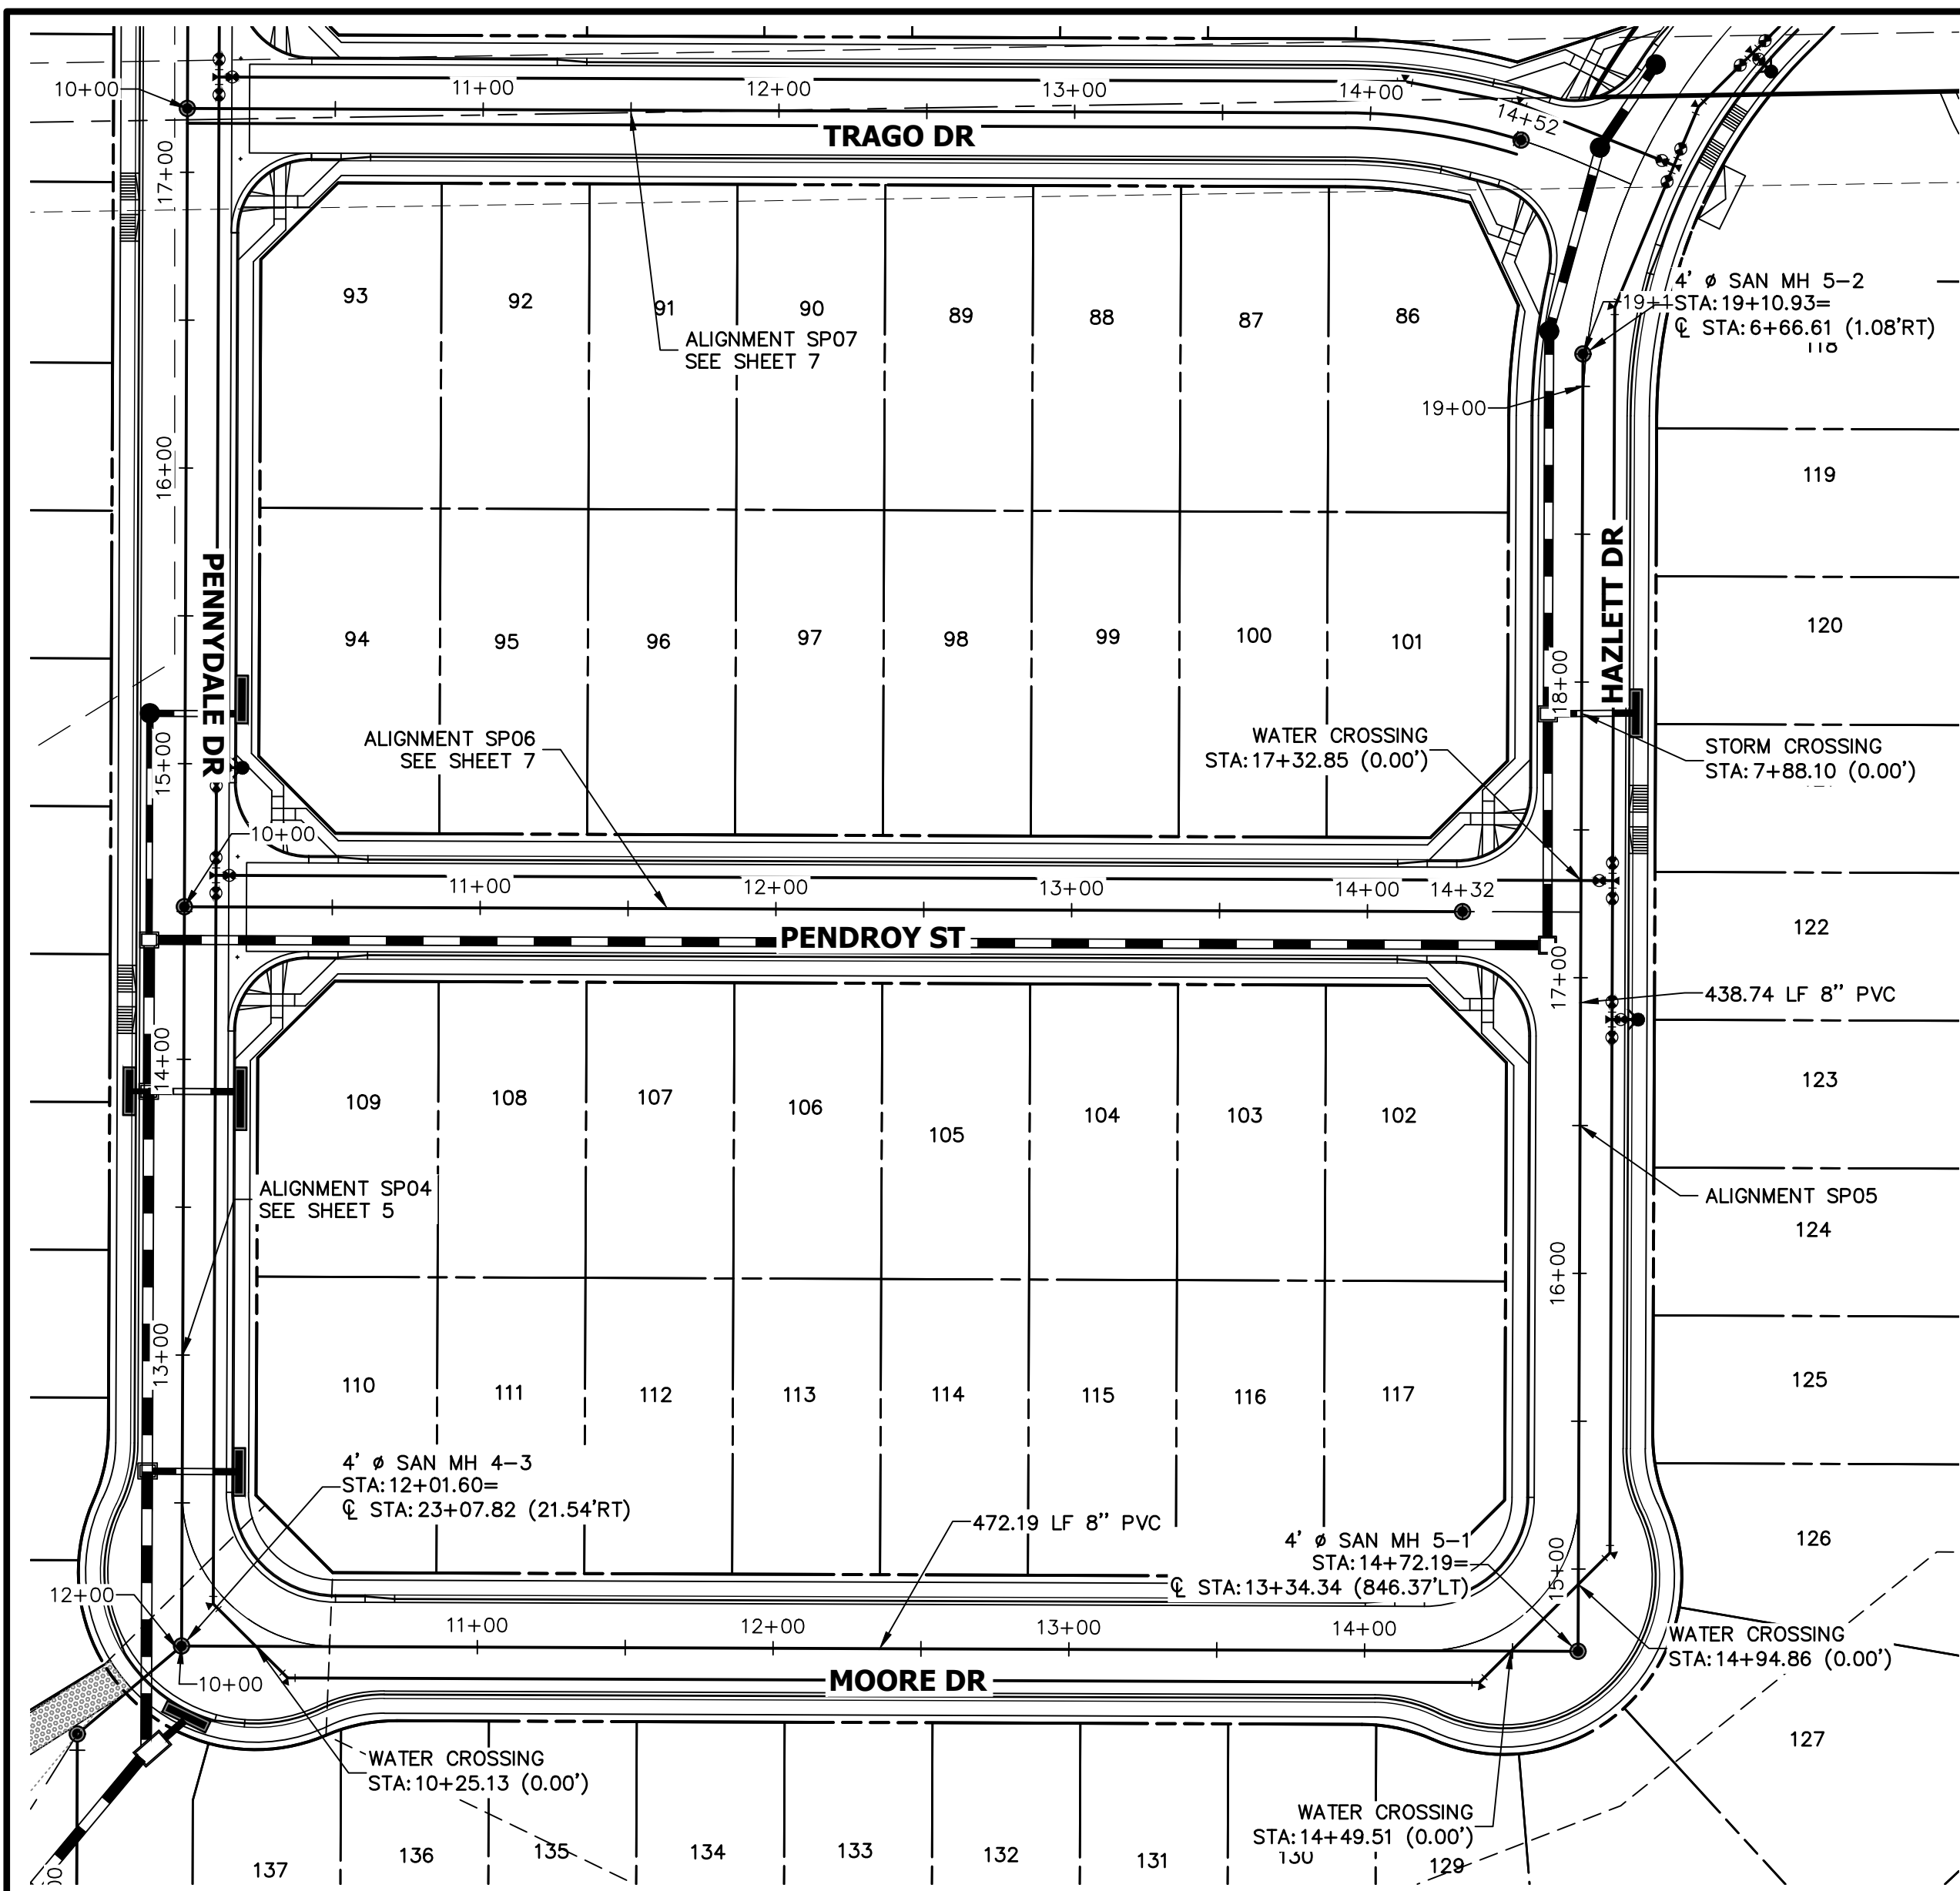 10+00
11+00
12+00
13+00
14+00
14+52
TRAGO DR
17+00
93
92
91
90
89
88
87
86
ALIGNMENT SP07
SEE SHEET 7
4' ø SAN MH 5-2
STA:19+10.93=
℄ STA:6+66.61 (1.08'RT)
118
19+00
16+00
119
PENNYDALE DR
HAZLETT DR
120
94
95
96
97
98
99
100
101
18+00
15+00
ALIGNMENT SP06
SEE SHEET 7
WATER CROSSING
STA:17+32.85 (0.00')
STORM CROSSING
STA:7+88.10 (0.00')
10+00
11+00
12+00
13+00
14+00
14+32
PENDROY ST
122
17+00
438.74 LF 8" PVC
14+00
109
108
107
106
105
104
103
102
123
ALIGNMENT SP04
SEE SHEET 5
ALIGNMENT SP05
124
16+00
13+00
110
111
112
113
114
115
116
117
125
4' ø SAN MH 4-3
STA:12+01.60=
℄ STA:23+07.82 (21.54'RT)
472.19 LF 8" PVC
4' ø SAN MH 5-1
STA:14+72.19=
℄ STA:13+34.34 (846.37'LT)
15+00
126
12+00
11+00
12+00
13+00
14+00
10+00
MOORE DR
WATER CROSSING
STA:14+94.86 (0.00')
127
WATER CROSSING
STA:10+25.13 (0.00')
WATER CROSSING
STA:14+49.51 (0.00')
137
136
135
134
133
132
131
130
129